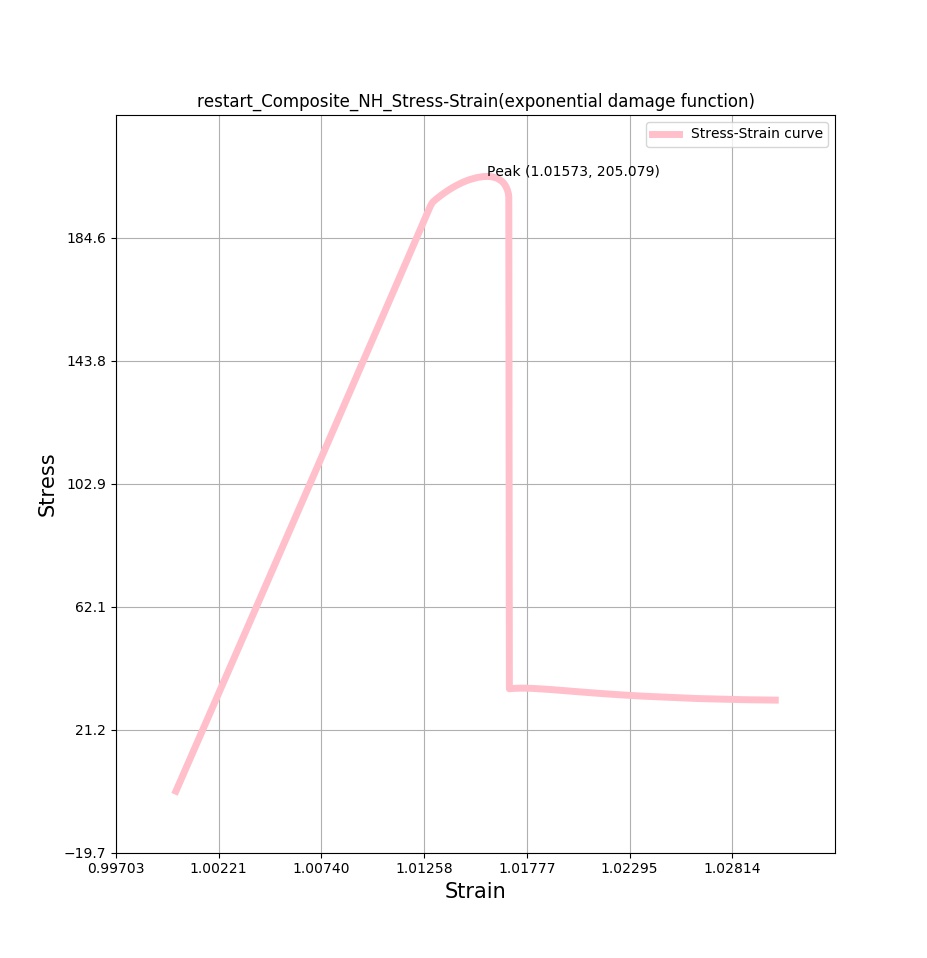 restart_Composite_NH_Stress-Strain(exponential damage function)
Stress-Strain curve
Peak (1.01573, 205.079)
184.6
143.8
102.9
62.1
21.2
−19.7
Stress
0.99703 1.00221 1.00740 1.01258 1.01777 1.02295 1.02814
Strain